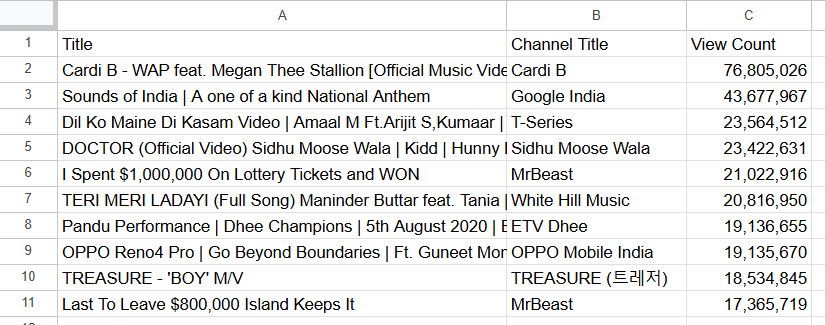 A B C
1 Title Channel Title View Count
2 Cardi B - WAP feat. Megan Thee Stallion [Official Music Vide Cardi B 76,805,026
3 Sounds of India | A one of a kind National Anthem Google India 43,677,967
4 Dil Ko Maine Di Kasam Video | Amaal M Ft.Arijit S,Kumaar | T-Series 23,564,512
5 DOCTOR (Official Video) Sidhu Moose Wala | Kidd | Hunny Sidhu Moose Wala 23,422,631
6 I Spent $1,000,000 On Lottery Tickets and WON MrBeast 21,022,916
7 TERI MERI LADAYI (Full Song) Maninder Buttar feat. Tania | White Hill Music 20,816,950
8 Pandu Performance | Dhee Champions | 5th August 2020 | E ETV Dhee 19,136,655
9 OPPO Reno4 Pro | Go Beyond Boundaries | Ft. Guneet Mor OPPO Mobile India 19,135,670
10 TREASURE - 'BOY' M/V TREASURE (트레저) 18,534,845
11 Last To Leave $800,000 Island Keeps It MrBeast 17,365,719